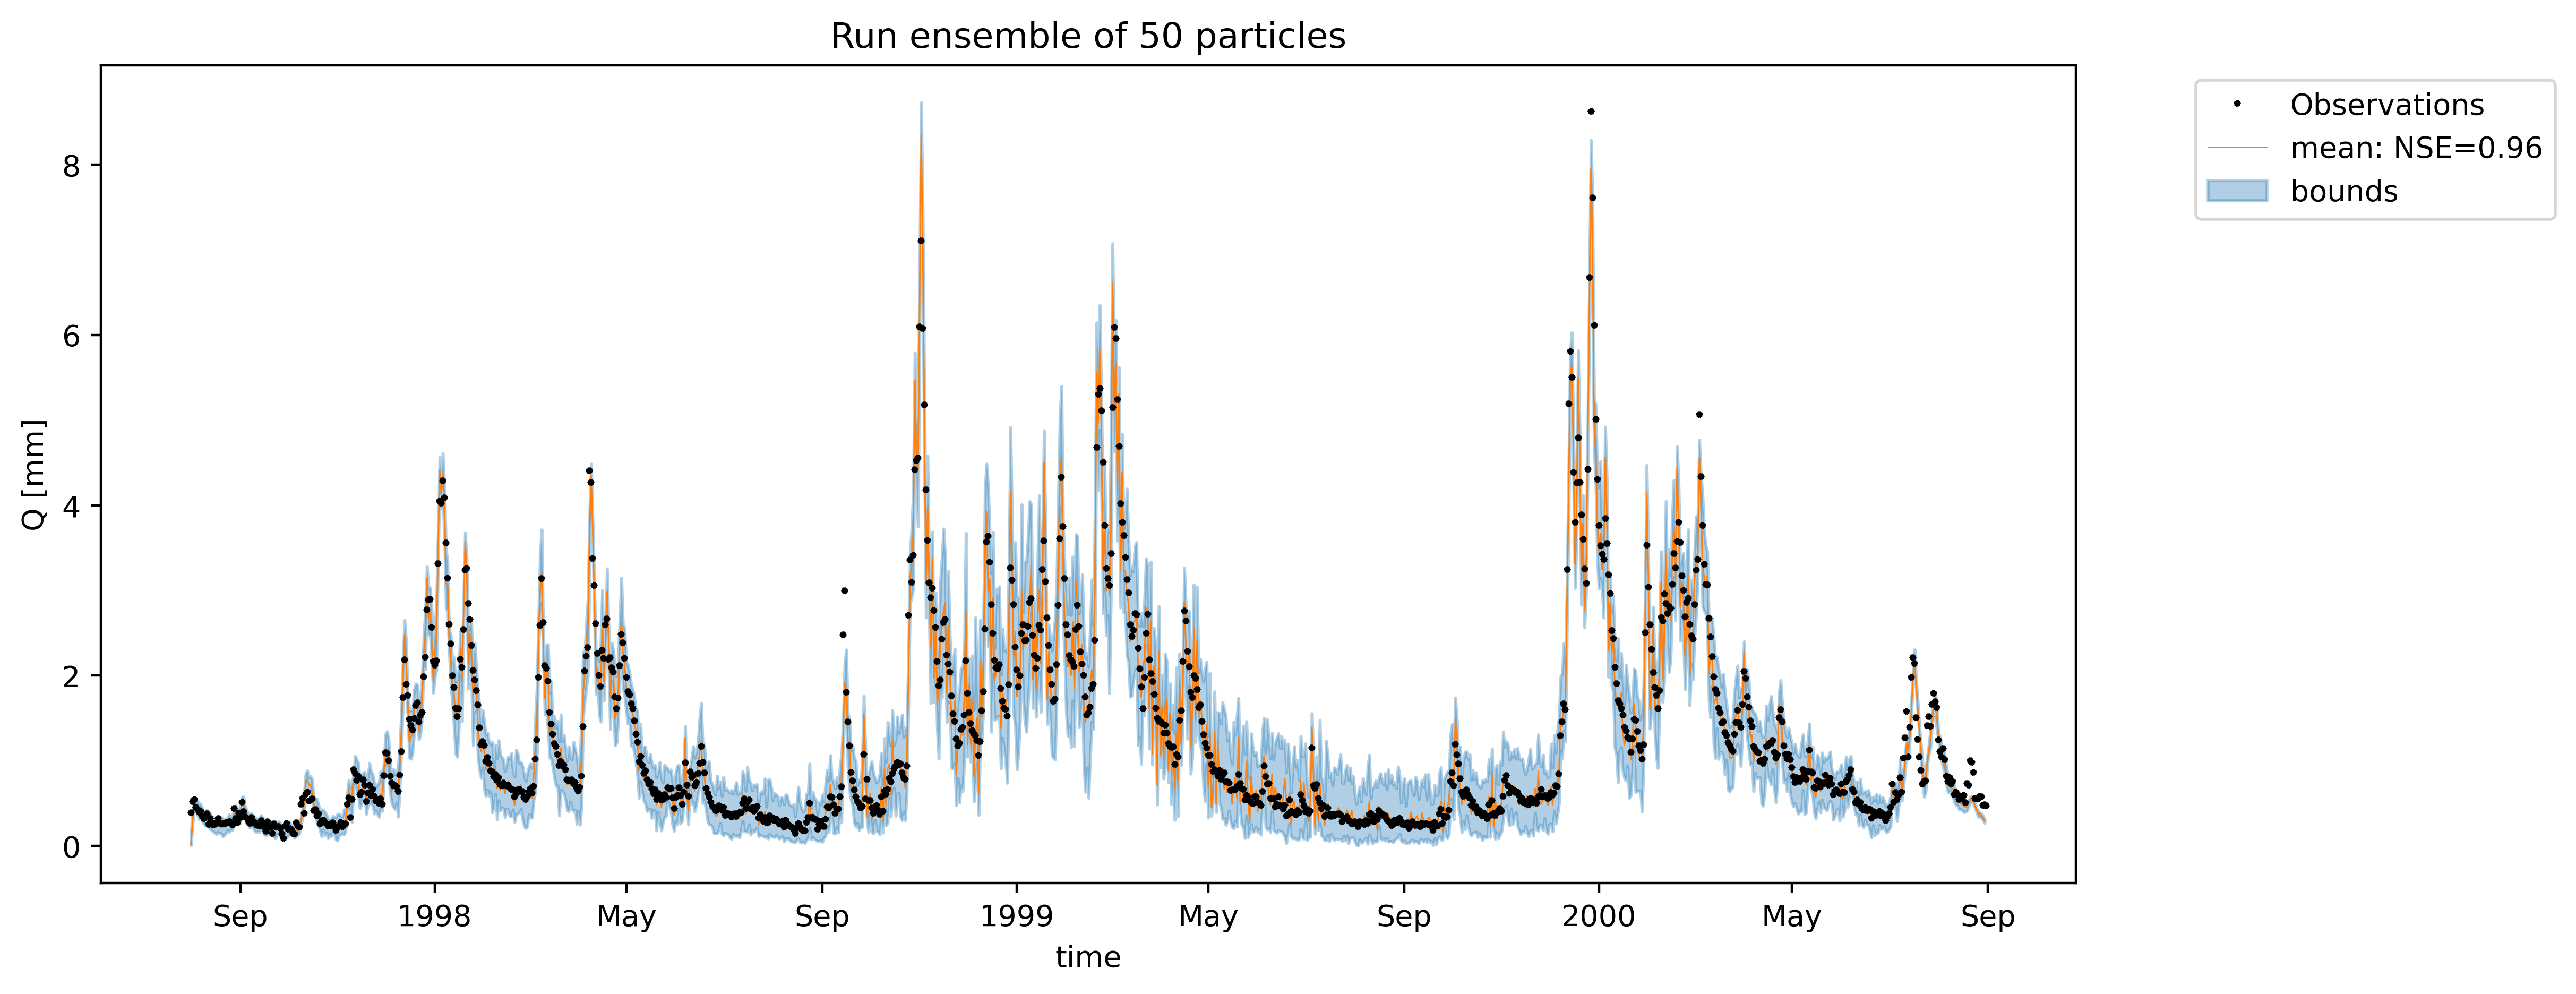 Run ensemble of 50 particles
Observations
mean: NSE=0.96
bounds
Q [mm]
8
6
4
2
0
Sep 1998 May Sep 1999 May Sep 2000 May Sep
time